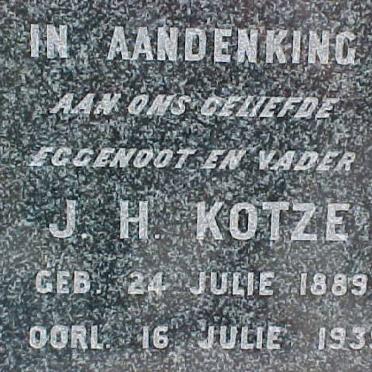 IN AANDENKING
AAN ONS GELIEFDE
EGGENOOT EN VADER
J. H. KOTZE
GEB. 24 JULIE 1889
OORL. 16 JULIE